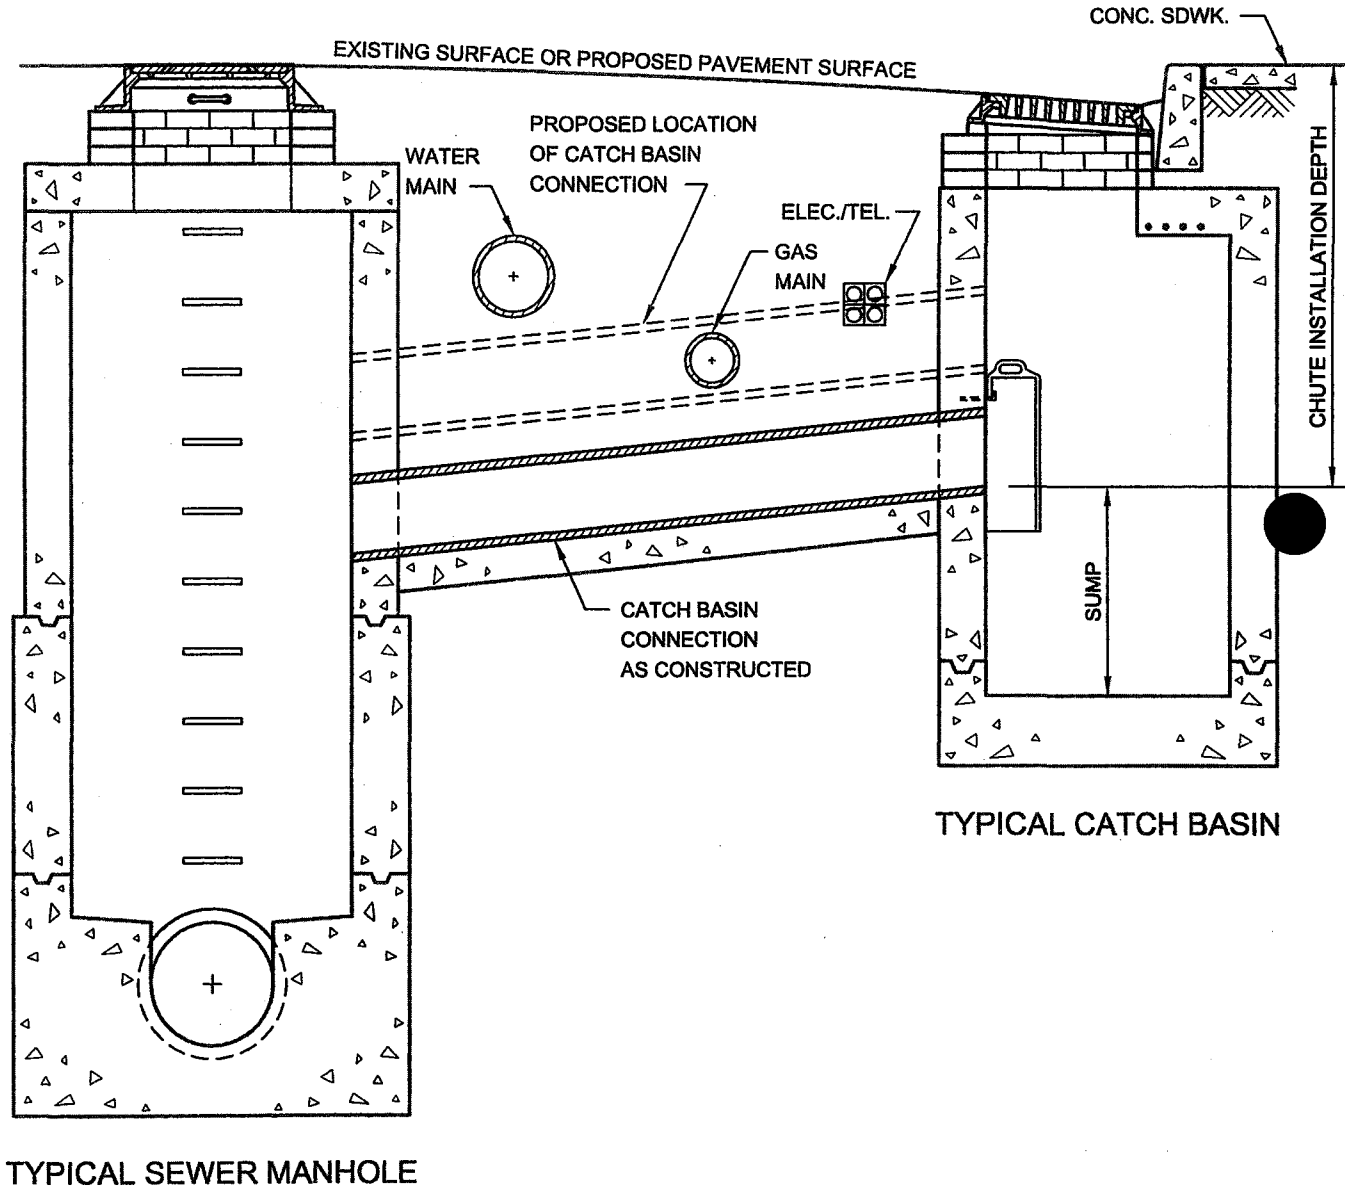 CONC. SDWK.
EXISTING SURFACE OR PROPOSED PAVEMENT SURFACE
PROPOSED LOCATION
OF CATCH BASIN
CONNECTION
WATER
MAIN
ELEC./TEL.
GAS
MAIN
CHUTE INSTALLATION DEPTH
SUMP
CATCH BASIN
CONNECTION
AS CONSTRUCTED
TYPICAL CATCH BASIN
TYPICAL SEWER MANHOLE